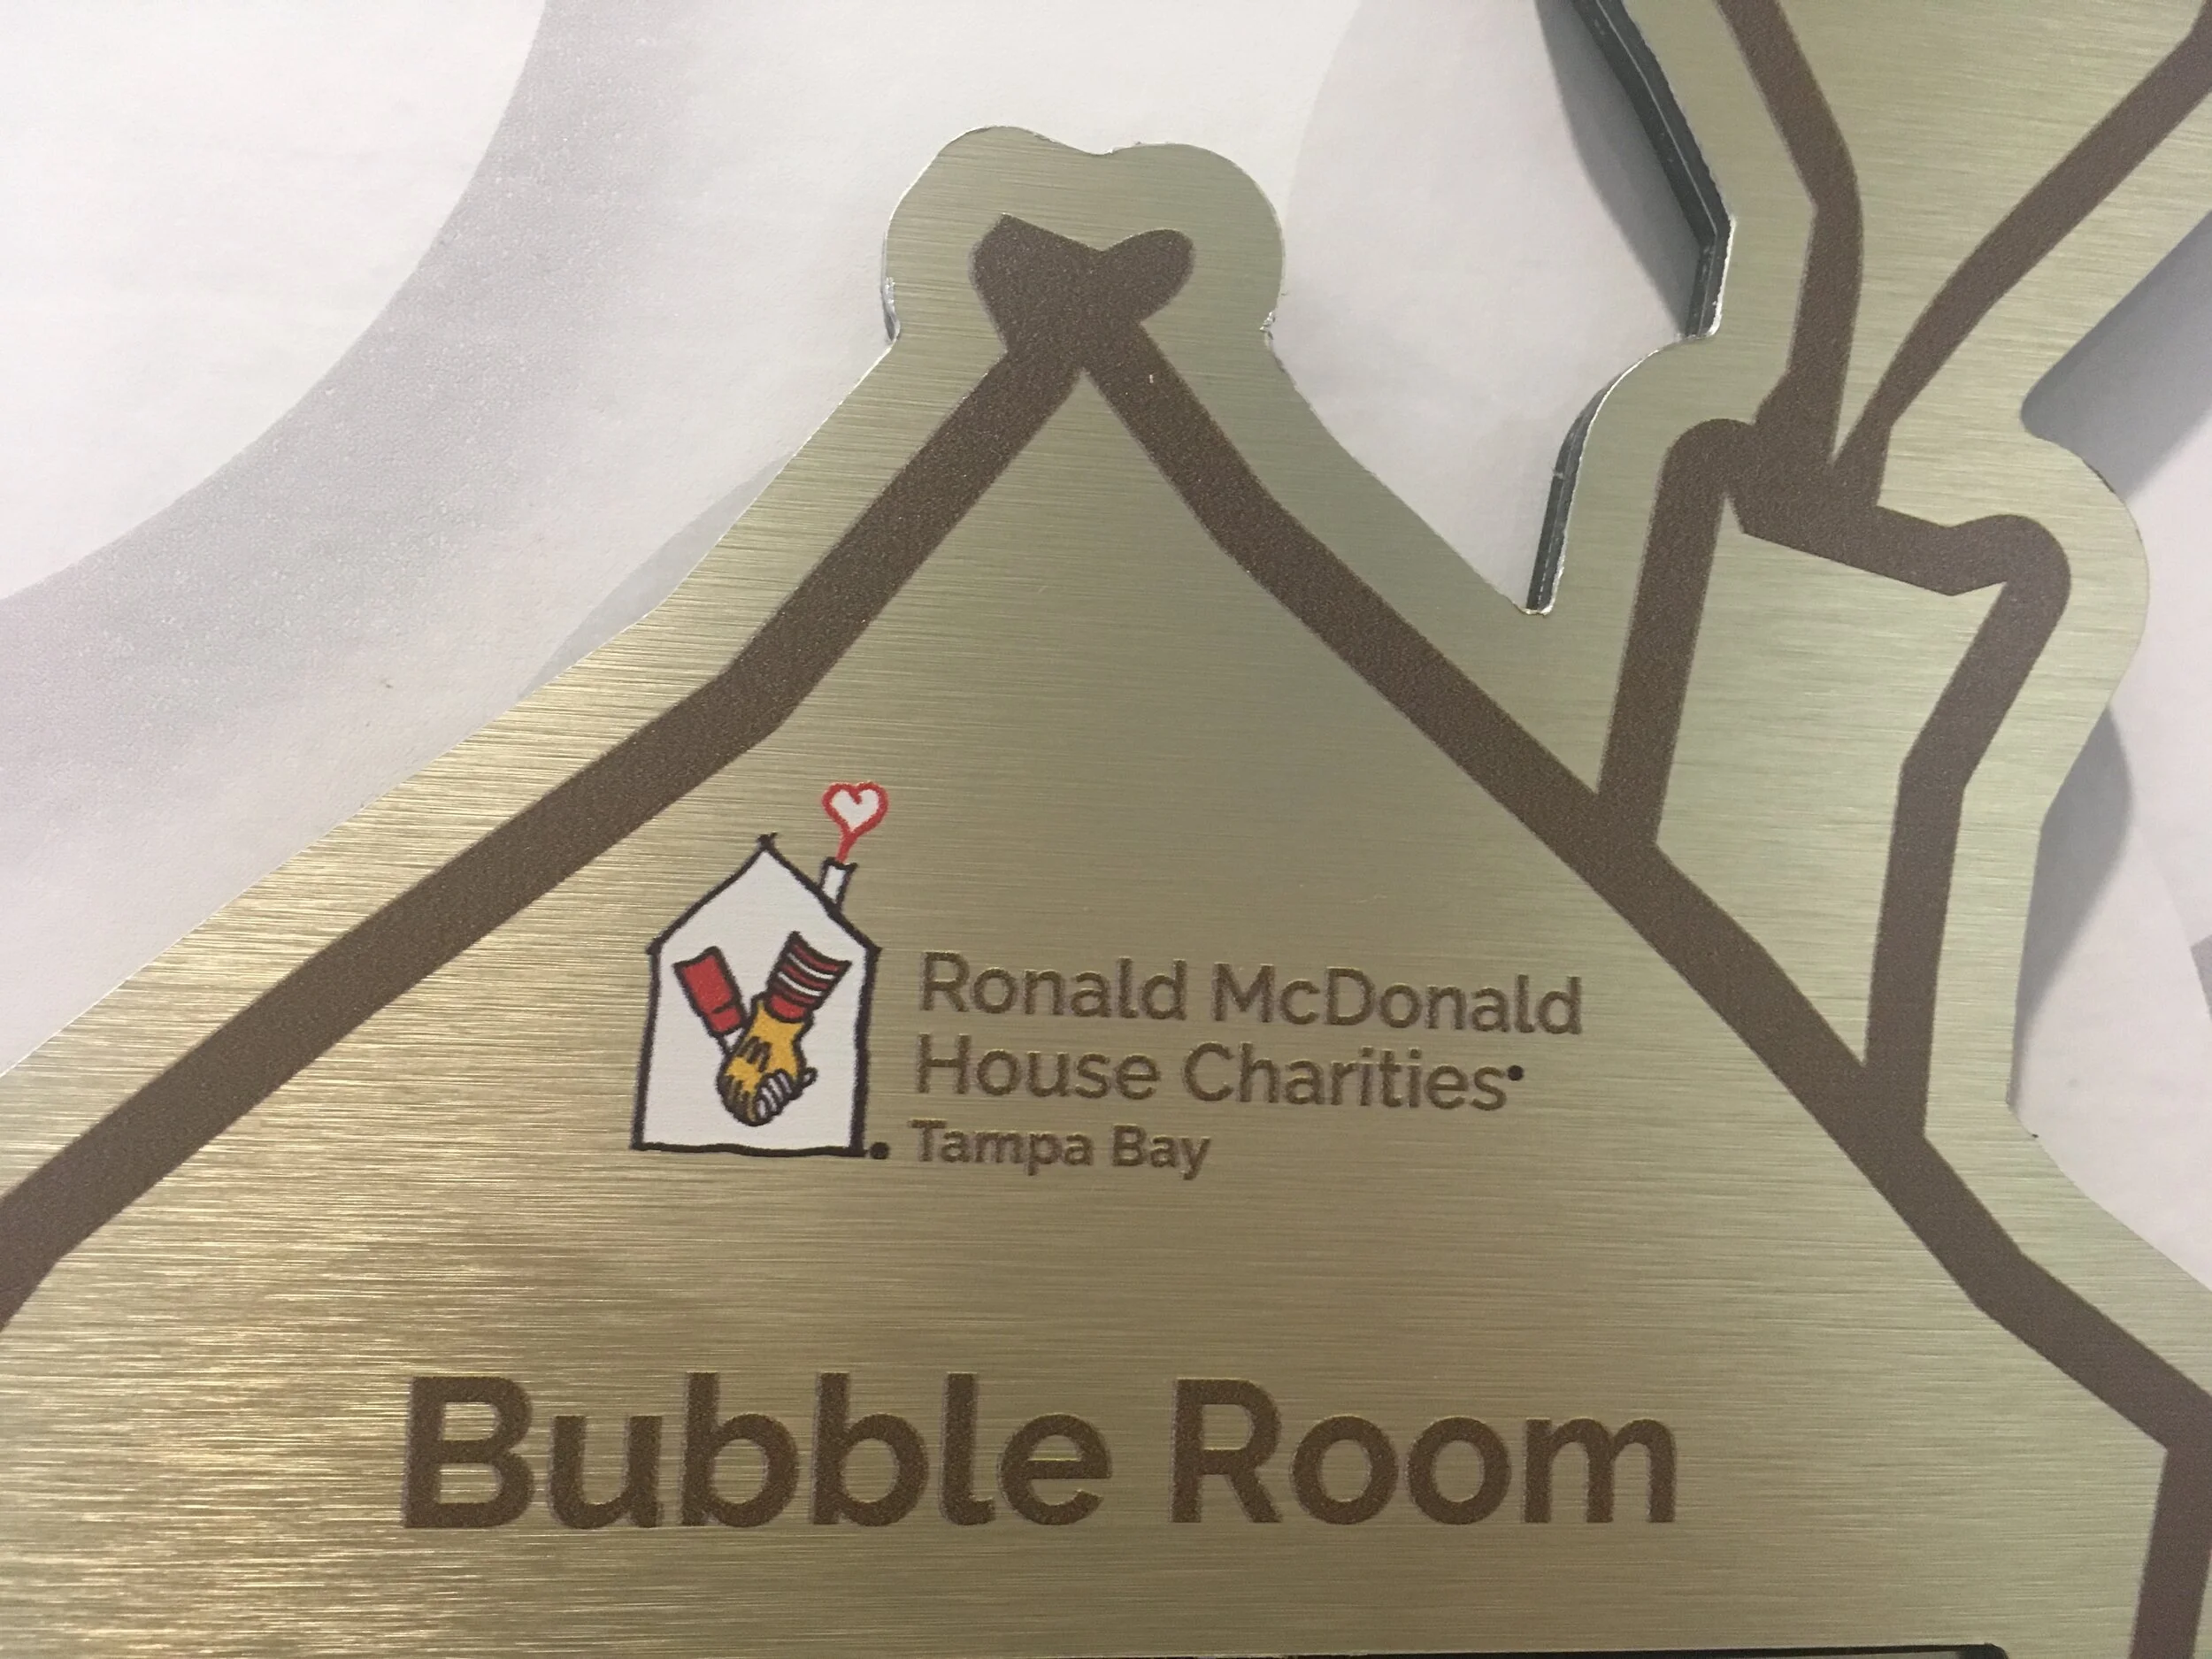 Ronald McDonald
House Charities
Tampa Bay
Bubble Room